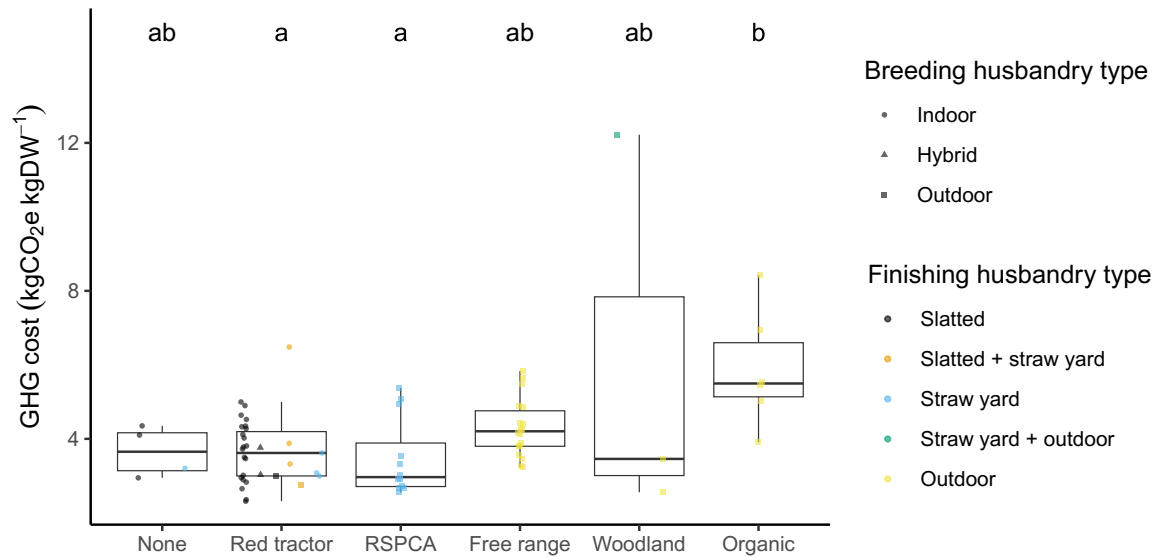 ab a a ab ab b
GHG cost (kgCO₂e kgDW⁻¹)
12
8
4
None Red tractor RSPCA Free range Woodland Organic
Breeding husbandry type
Indoor
Hybrid
Outdoor
Finishing husbandry type
Slatted
Slatted + straw yard
Straw yard
Straw yard + outdoor
Outdoor